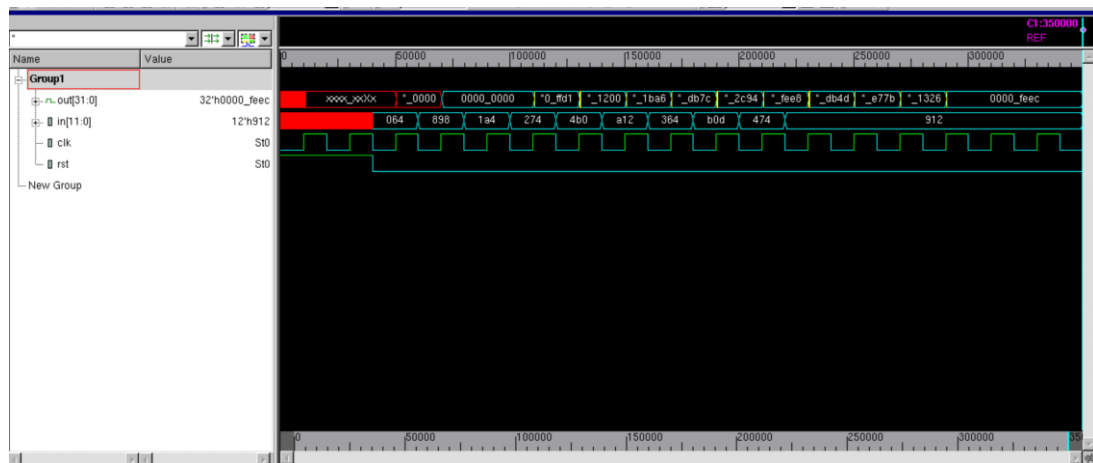 C1:350000
REF
*
Name Value
0 50000 100000 150000 200000 250000 300000
Group1
out[31:0] 32'h0000_feec xxxx_xxXx *_0000 0000_0000 *0_ffd1 *_1200 *_1ba6 *_db7c *_2c94 *_fee8 *_db4d *_e77b *_1326 0000_feec
in[11:0] 12'h912 064 898 1a4 274 4b0 a12 364 b0d 474 912
clk St0
rst St0
New Group
0 50000 100000 150000 200000 250000 300000